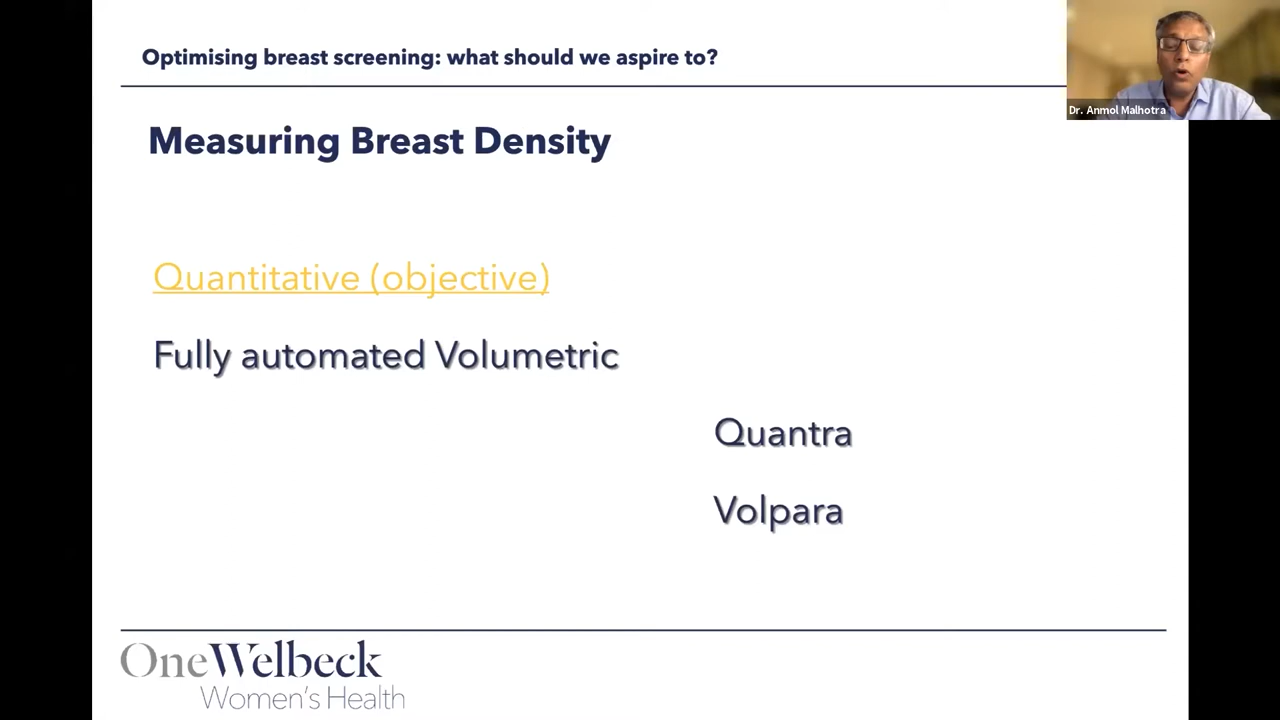 Optimising breast screening: what should we aspire to?
Dr. Anmol Malhotra
Measuring Breast Density
Quantitative (objective)
Fully automated Volumetric
Quantra
Volpara
OneWelbeck
Women's Health